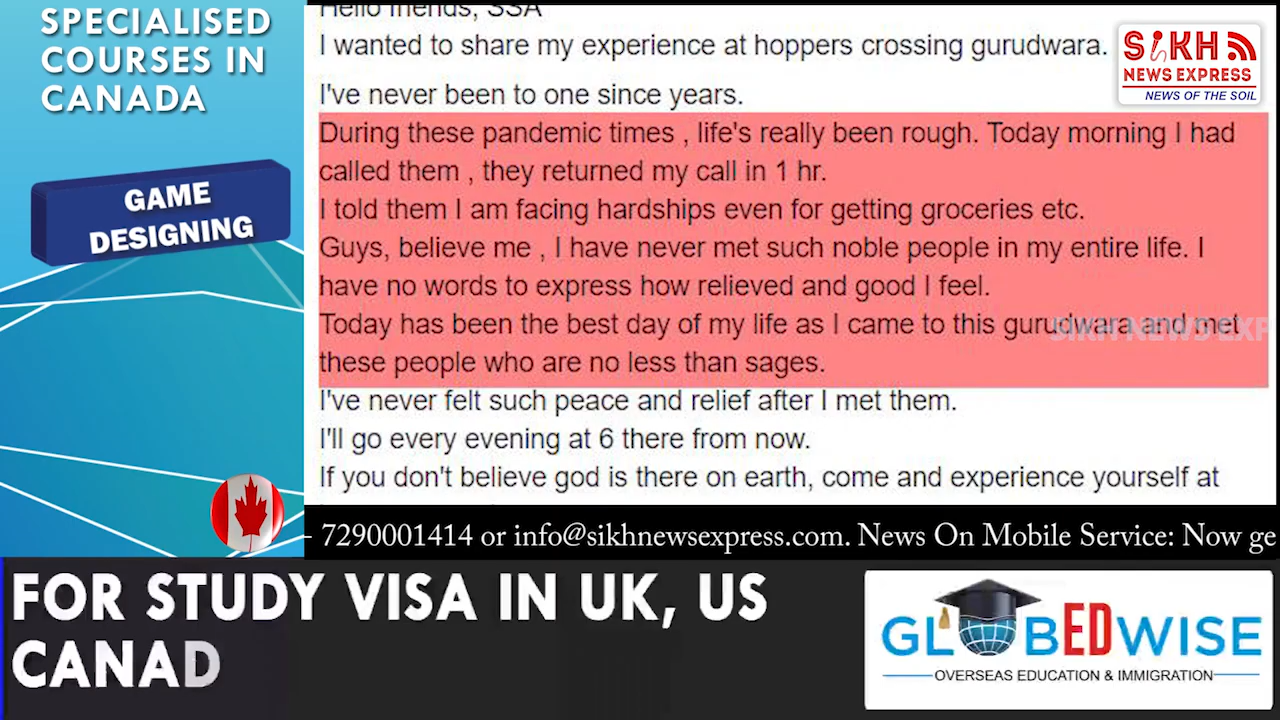 SPECIALISED
COURSES IN
CANADA
GAME
DESIGNING
Hello friends, SSA
I wanted to share my experience at hoppers crossing gurudwara.
I've never been to one since years.
During these pandemic times , life's really been rough. Today morning I had
called them , they returned my call in 1 hr.
I told them I am facing hardships even for getting groceries etc.
Guys, believe me , I have never met such noble people in my entire life. I
have no words to express how relieved and good I feel.
Today has been the best day of my life as I came to this gurudwara and met
these people who are no less than sages.
I've never felt such peace and relief after I met them.
I'll go every evening at 6 there from now.
If you don't believe god is there on earth, come and experience yourself at
SIKH
NEWS EXPRESS
NEWS OF THE SOIL
SIKH NEWS EXP
- 7290001414 or info@sikhnewsexpress.com. News On Mobile Service: Now ge
FOR STUDY VISA IN UK, US
CANAD
GLOBEDWISE
OVERSEAS EDUCATION & IMMIGRATION